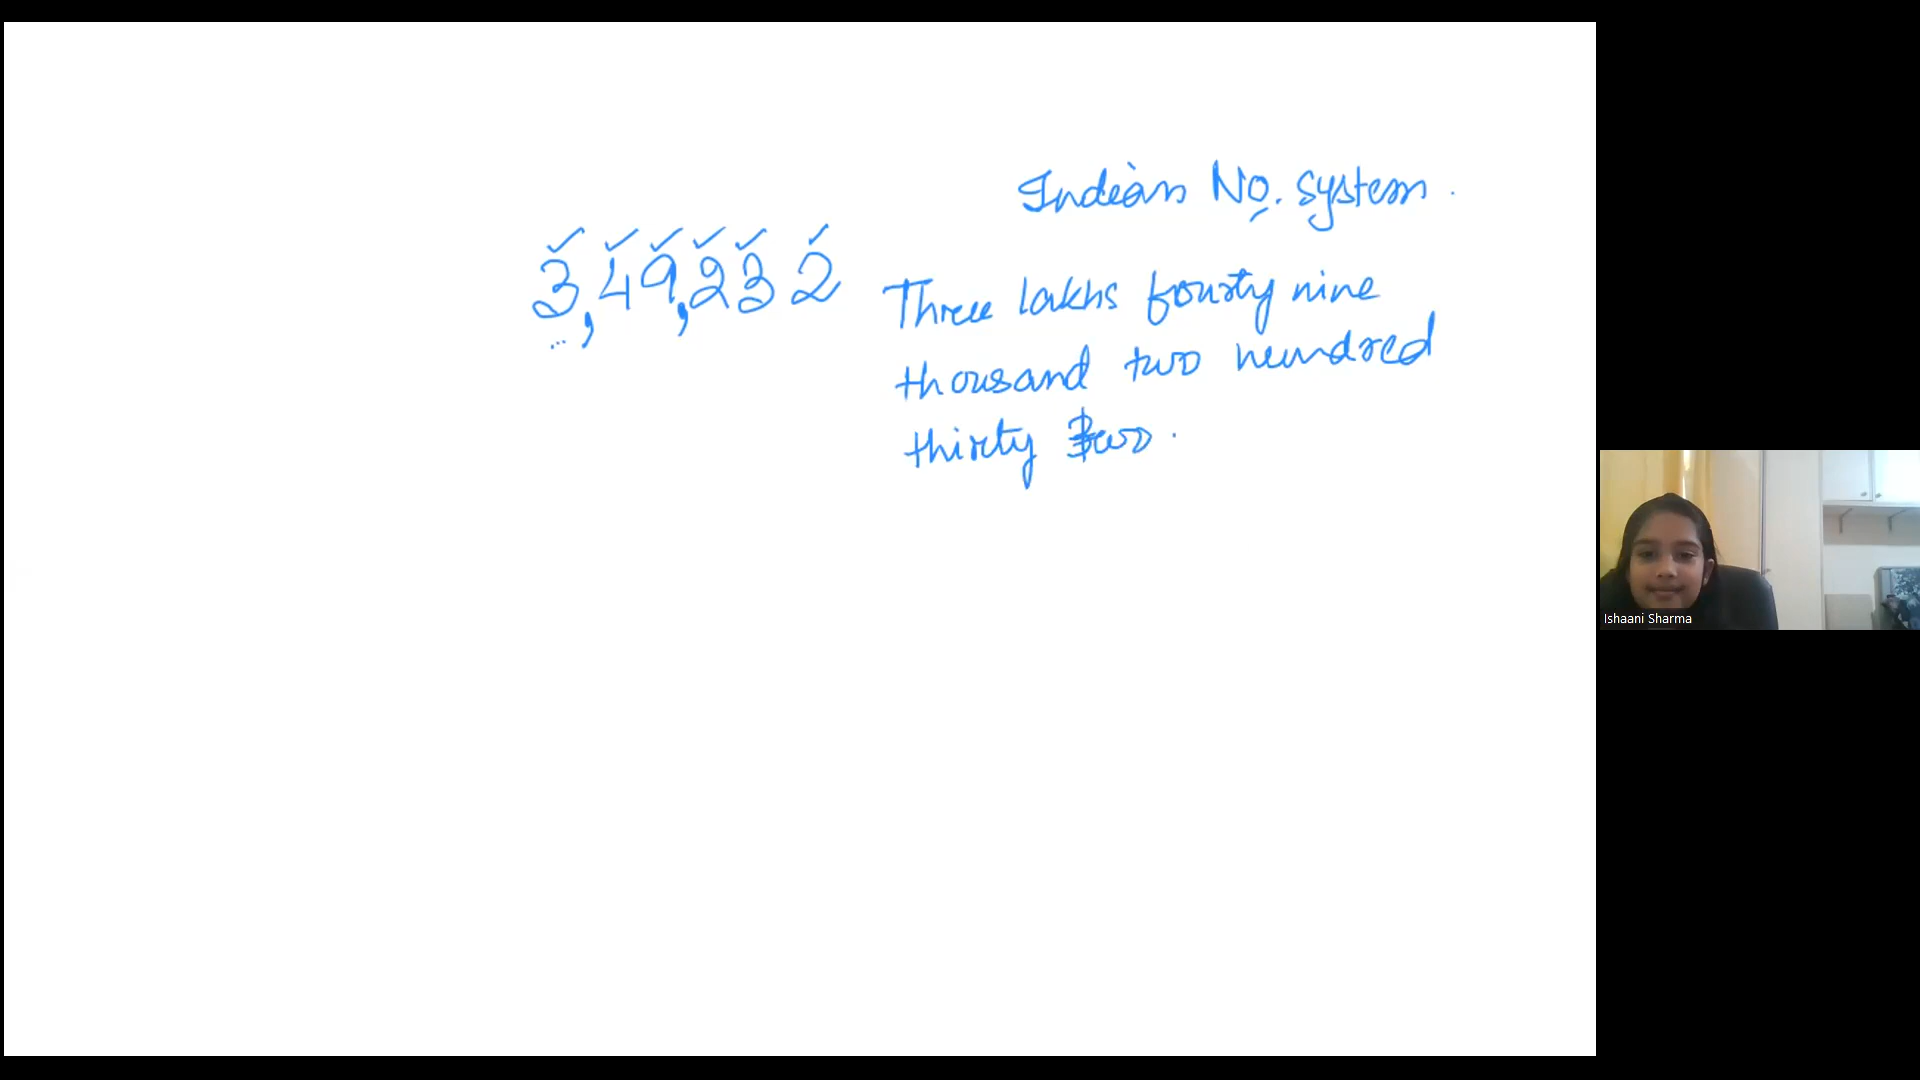 Indian No. system.
3,49,232
Three lakhs fourty nine
thousand two hundred
thirty two.
Ishaani Sharma